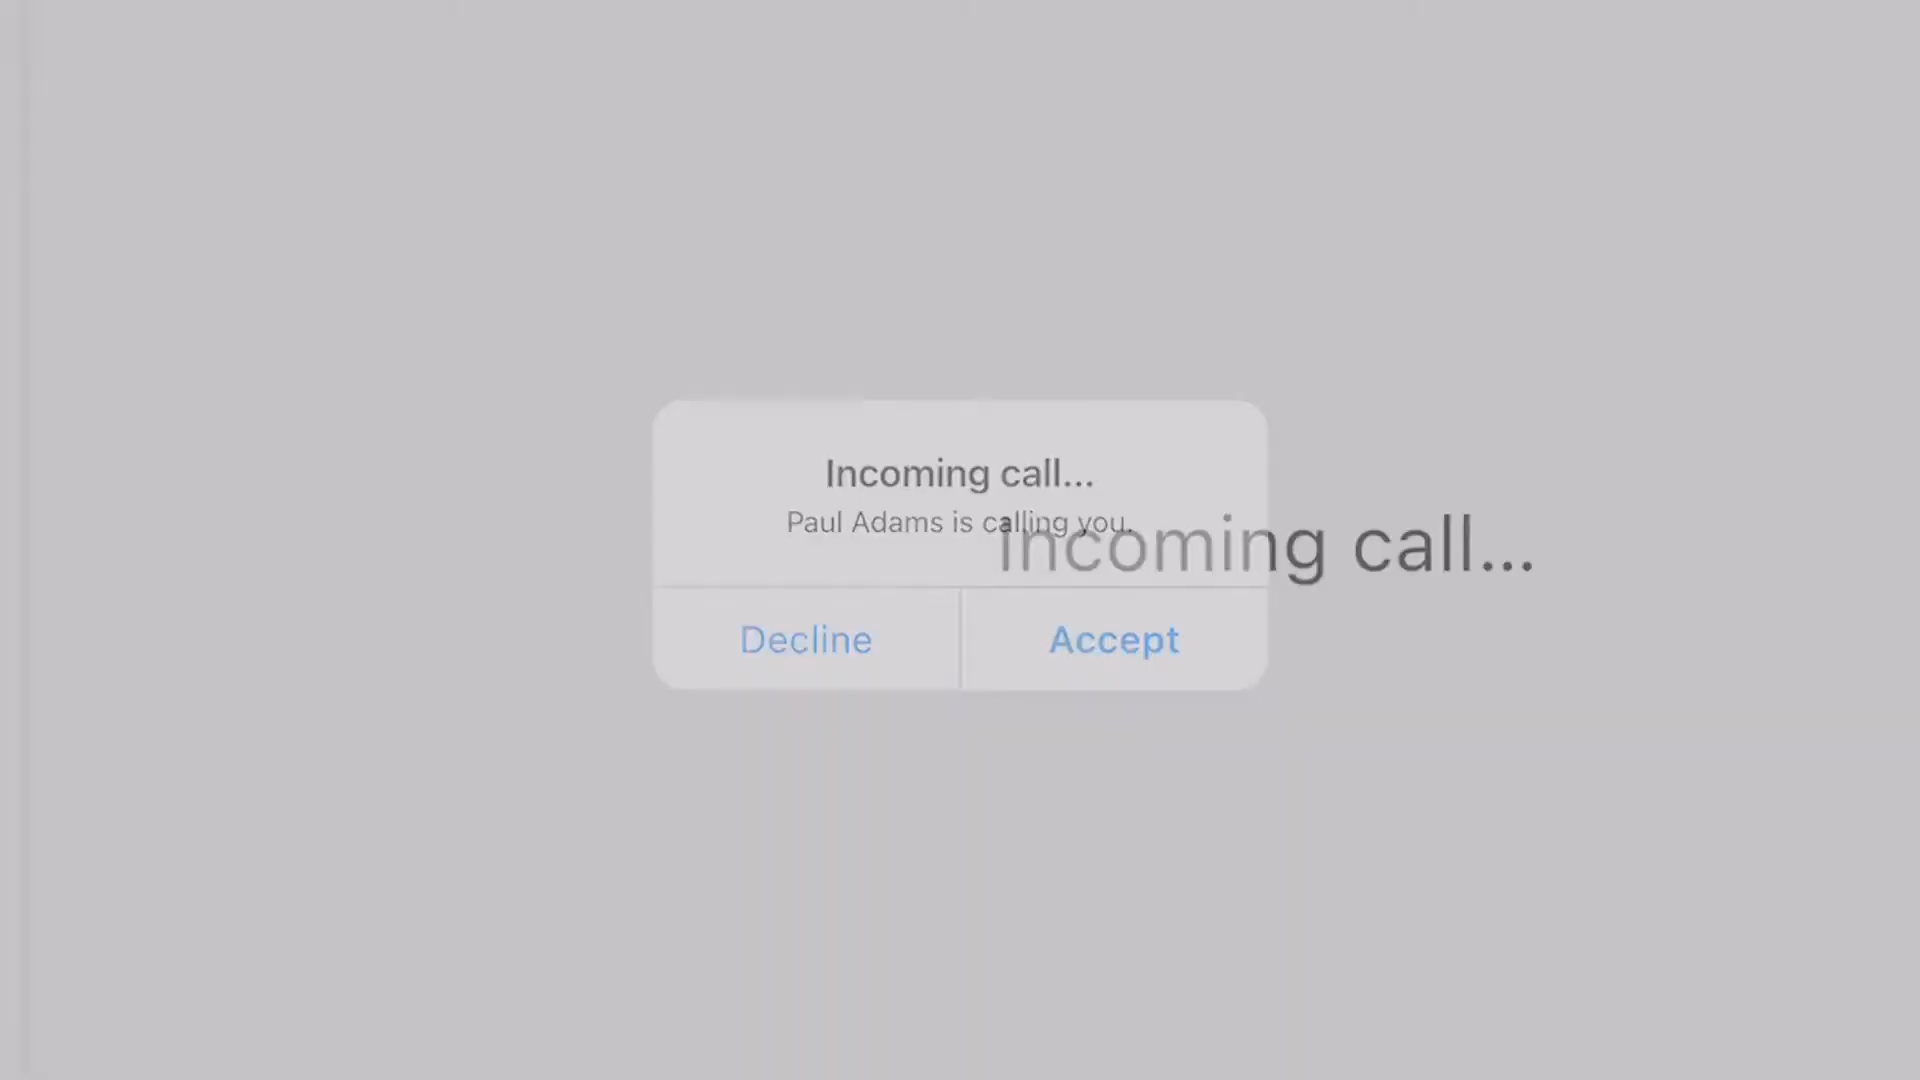 Incoming call...
Paul Adams is calling you.
Incoming call...
Decline
Accept